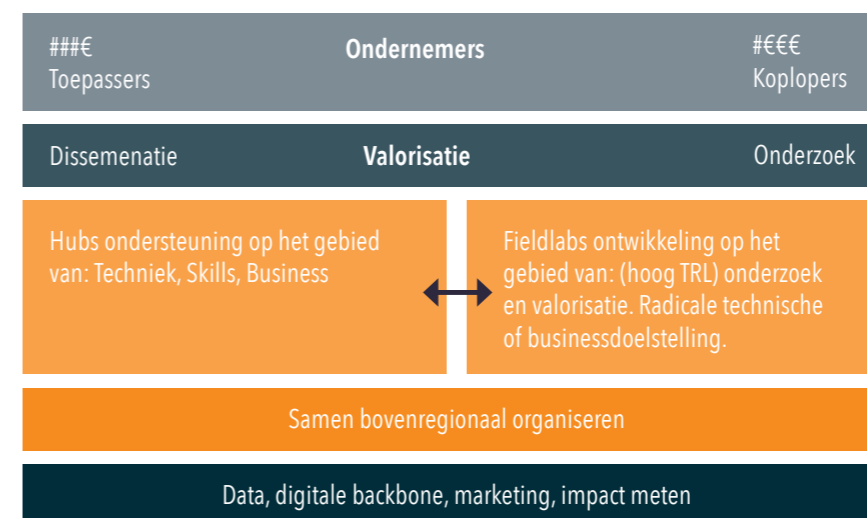 ###€
Toepassers
Ondernemers
#€€€
Koplopers
Dissemenatie
Valorisatie
Onderzoek
Hubs ondersteuning op het gebied
van: Techniek, Skills, Business
Fieldlabs ontwikkeling op het
gebied van: (hoog TRL) onderzoek
en valorisatie. Radicale technische
of businessdoelstelling.
Samen bovenregionaal organiseren
Data, digitale backbone, marketing, impact meten